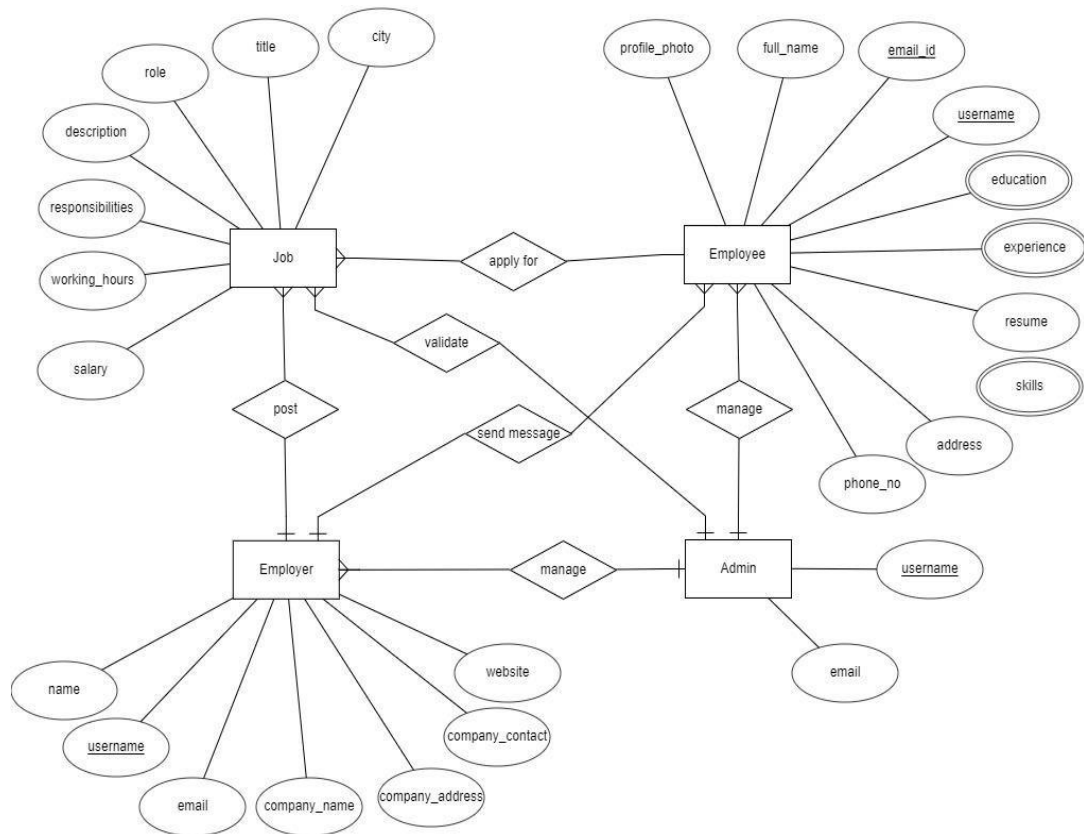 city
title
profile_photo
full_name
email_id
role
username
description
education
responsibilities
experience
Job
apply for
Employee
working_hours
resume
validate
salary
skills
post
manage
send message
address
phone_no
Employer
manage
Admin
username
website
email
name
company_contact
username
company_address
email
company_name